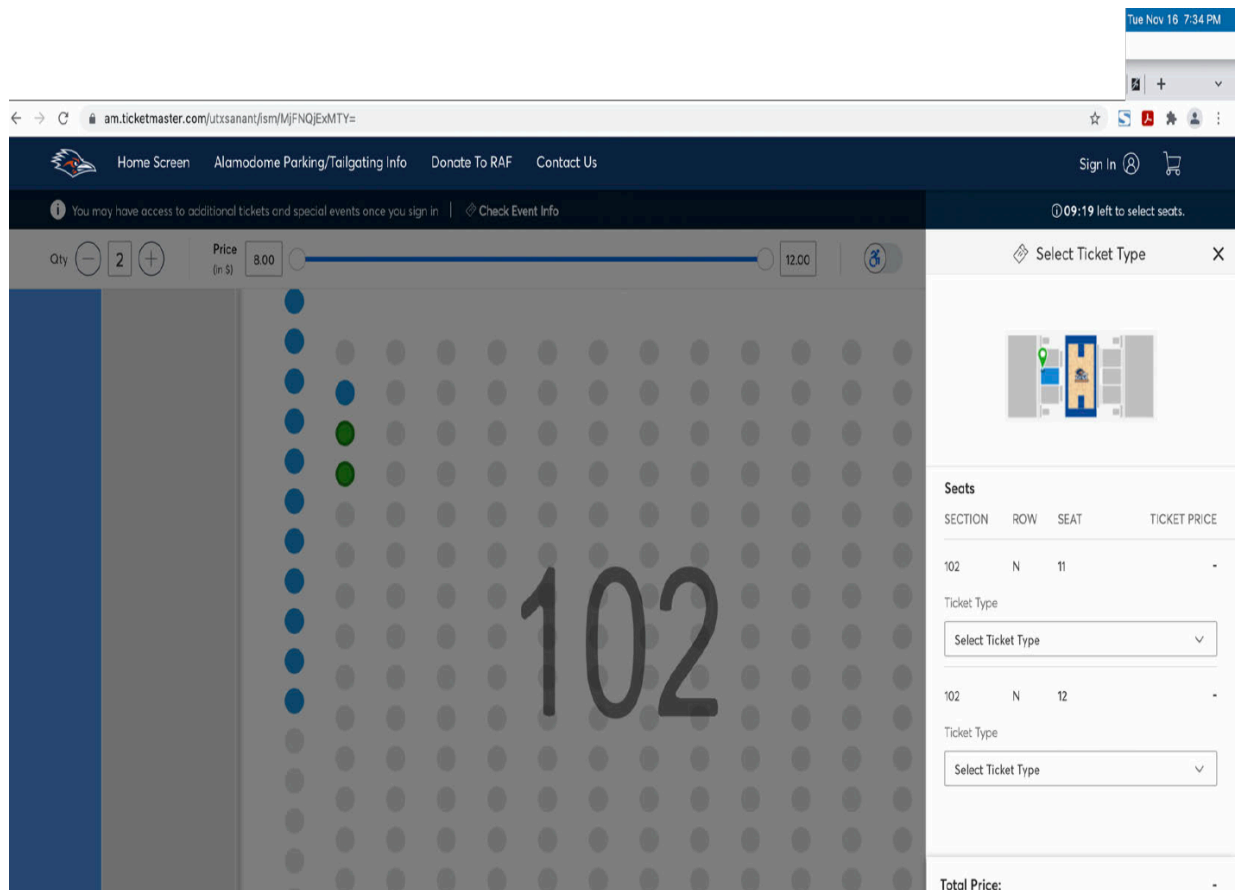 Tue Nov 16 7:34 PM
am.ticketmaster.com/utxsanant/ism/MjFNQjExMTY=
Home Screen Alamodome Parking/Tailgating Info Donate To RAF Contact Us Sign In
You may have access to additional tickets and special events once you sign in | Check Event Info 09:19 left to select seats.
Qty 2 Price (in $) 8.00 12.00
Select Ticket Type
102
Seats
SECTION ROW SEAT TICKET PRICE
102 N 11 -
Ticket Type
Select Ticket Type
102 N 12 -
Ticket Type
Select Ticket Type
Total Price: -